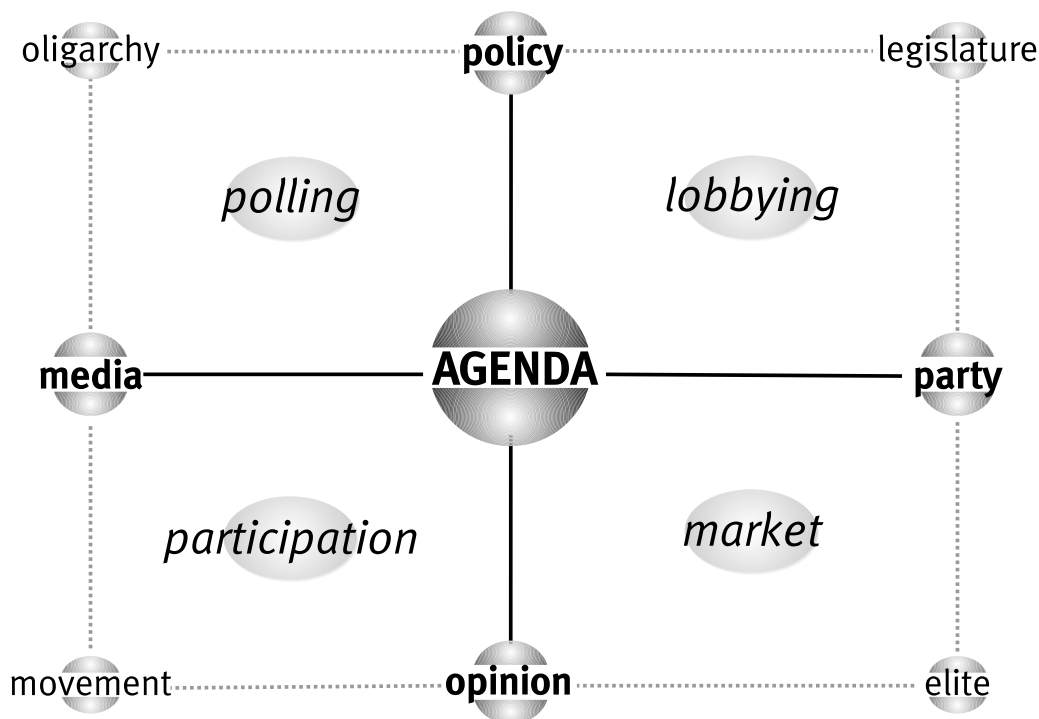 oligarchy
policy
legislature
polling
lobbying
media
AGENDA
party
participation
market
movement
opinion
elite